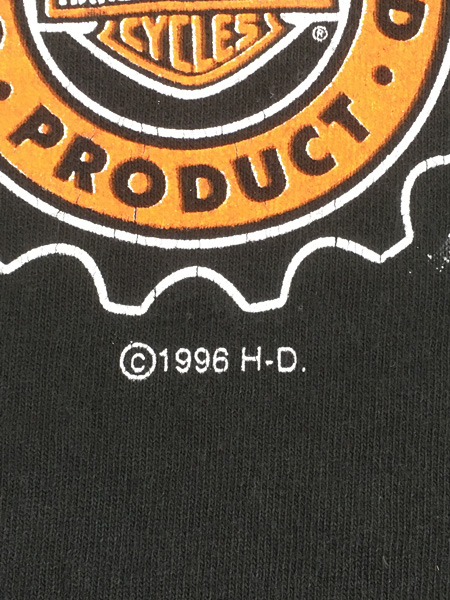 CYCLES
®
PRODUCT
©1996 H-D.